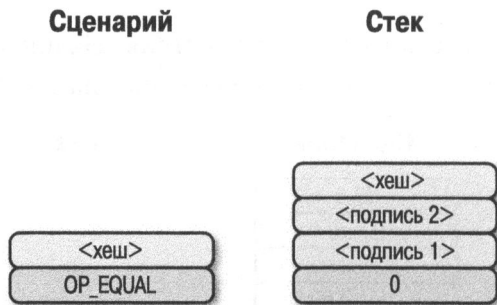 Сценарий Стек
<хеш>
<подпись 2>
<хеш> <подпись 1>
OP_EQUAL 0